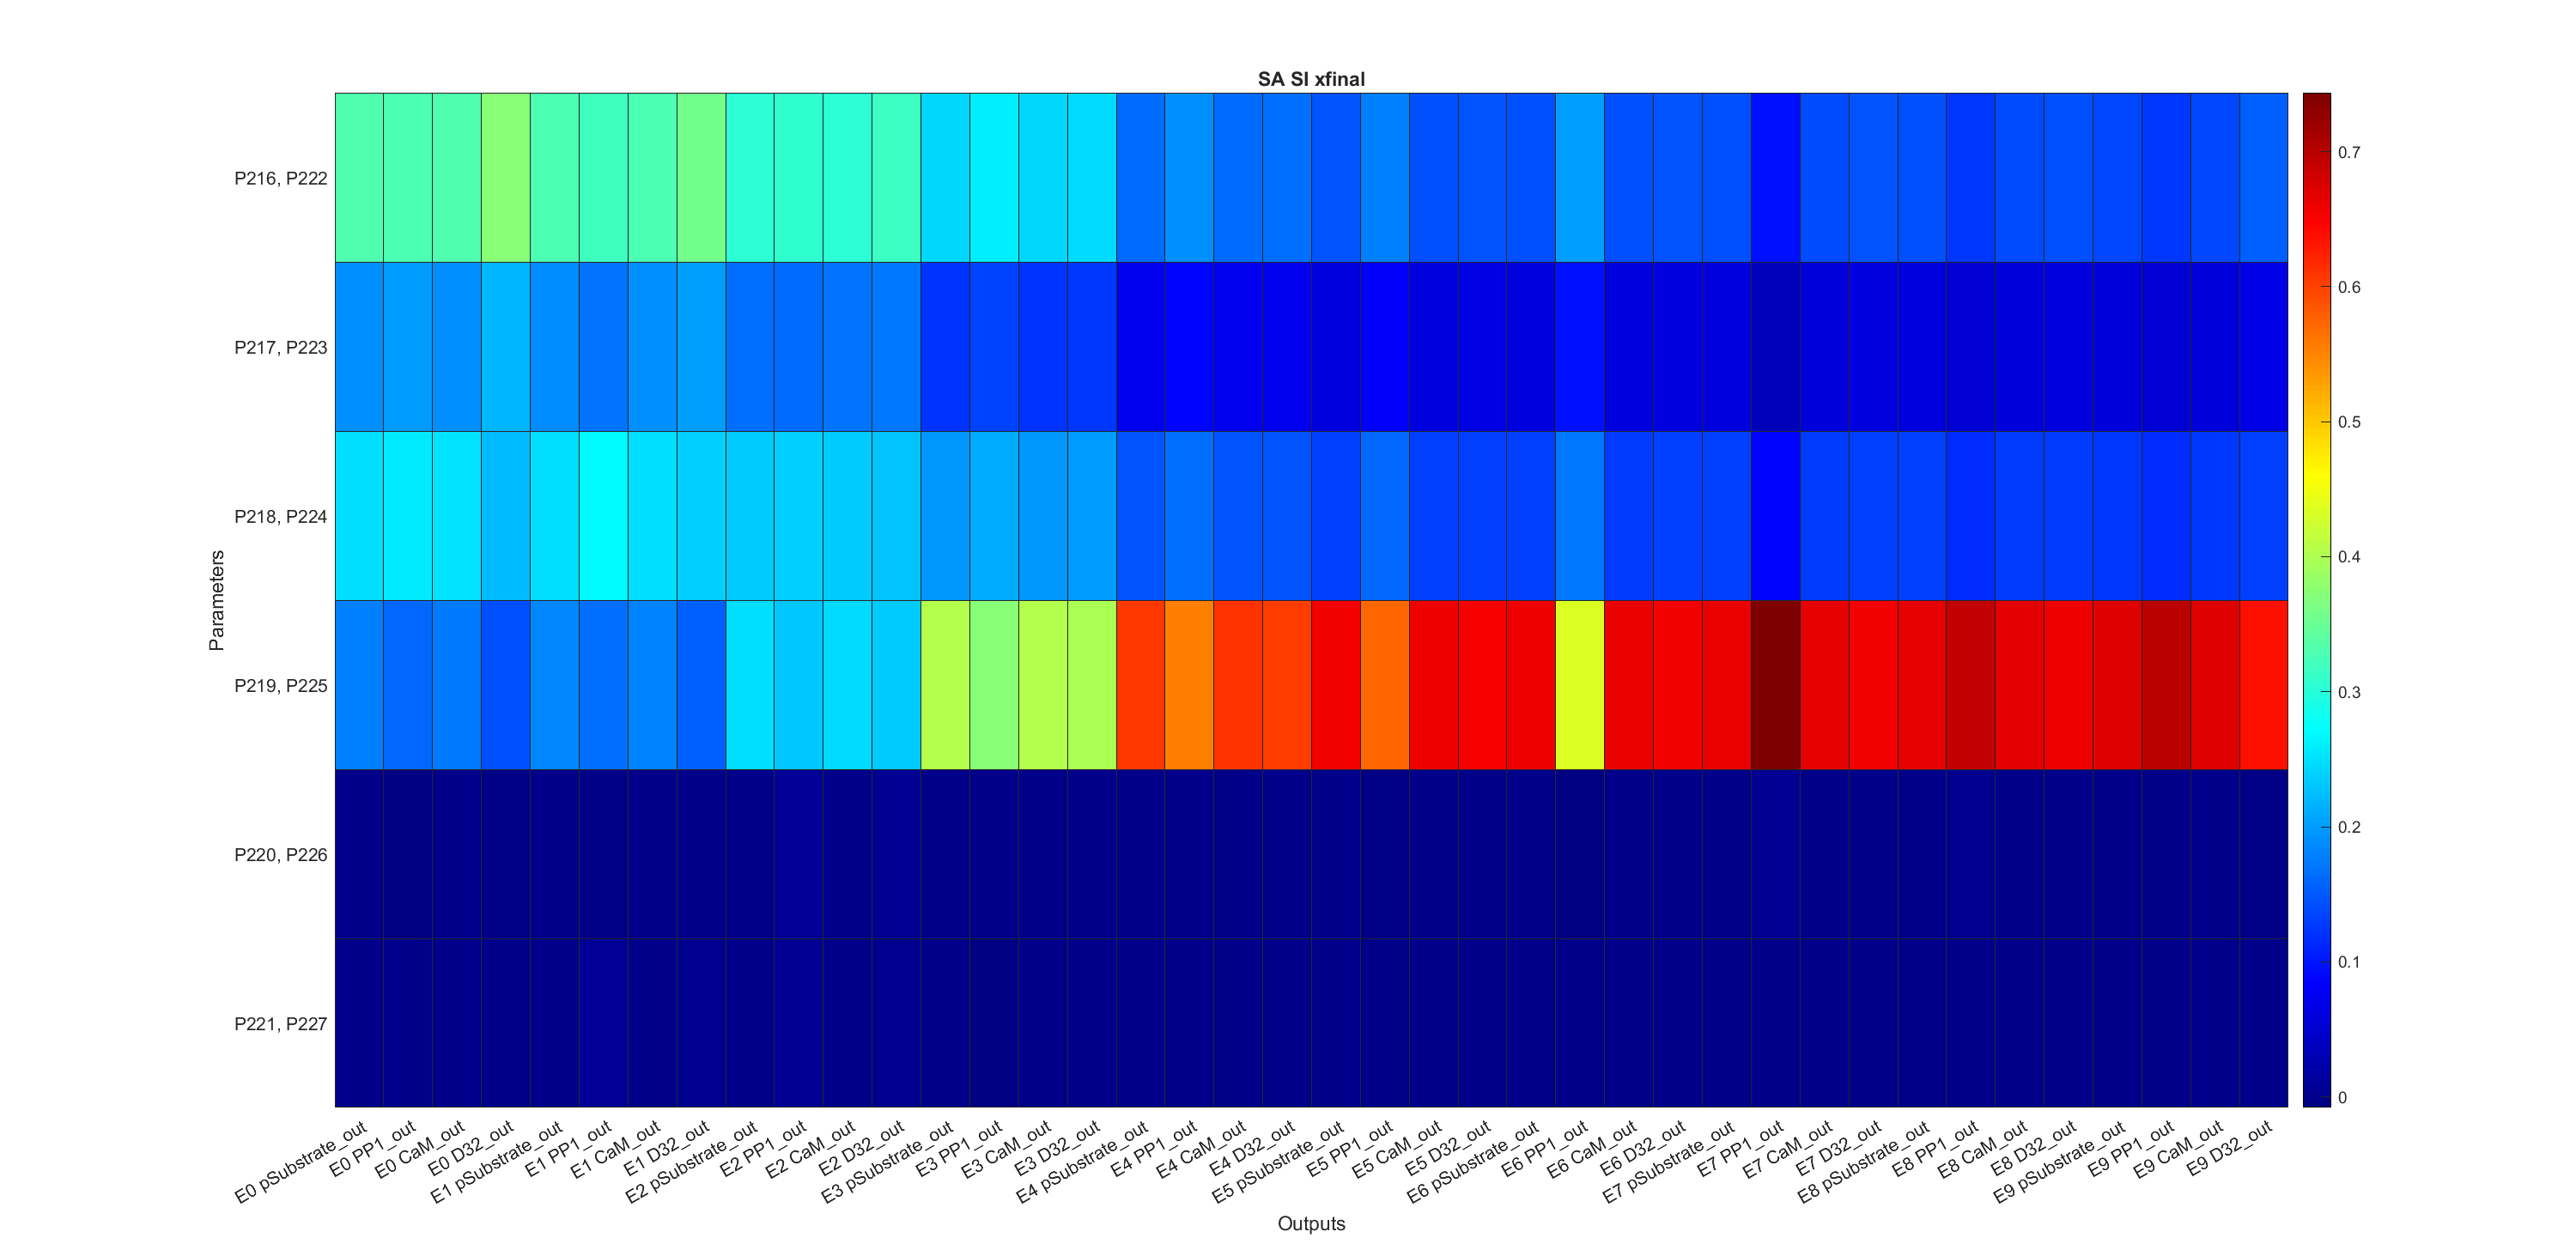 SA SI xfinal
Parameters
P216, P222
P217, P223
P218, P224
P219, P225
P220, P226
P221, P227
0.7
0.6
0.5
0.4
0.3
0.2
0.1
0
E0 pSubstrate_out
E0 PP1_out
E0 CaM_out
E0 D32_out
E1 pSubstrate_out
E1 PP1_out
E1 CaM_out
E1 D32_out
E2 pSubstrate_out
E2 PP1_out
E2 CaM_out
E2 D32_out
E3 pSubstrate_out
E3 PP1_out
E3 CaM_out
E3 D32_out
E4 pSubstrate_out
E4 PP1_out
E4 CaM_out
E4 D32_out
E5 pSubstrate_out
E5 PP1_out
E5 CaM_out
E5 D32_out
E6 pSubstrate_out
E6 PP1_out
E6 CaM_out
E6 D32_out
E7 pSubstrate_out
E7 PP1_out
E7 CaM_out
E7 D32_out
E8 pSubstrate_out
E8 PP1_out
E8 CaM_out
E8 D32_out
E9 pSubstrate_out
E9 PP1_out
E9 CaM_out
E9 D32_out
Outputs